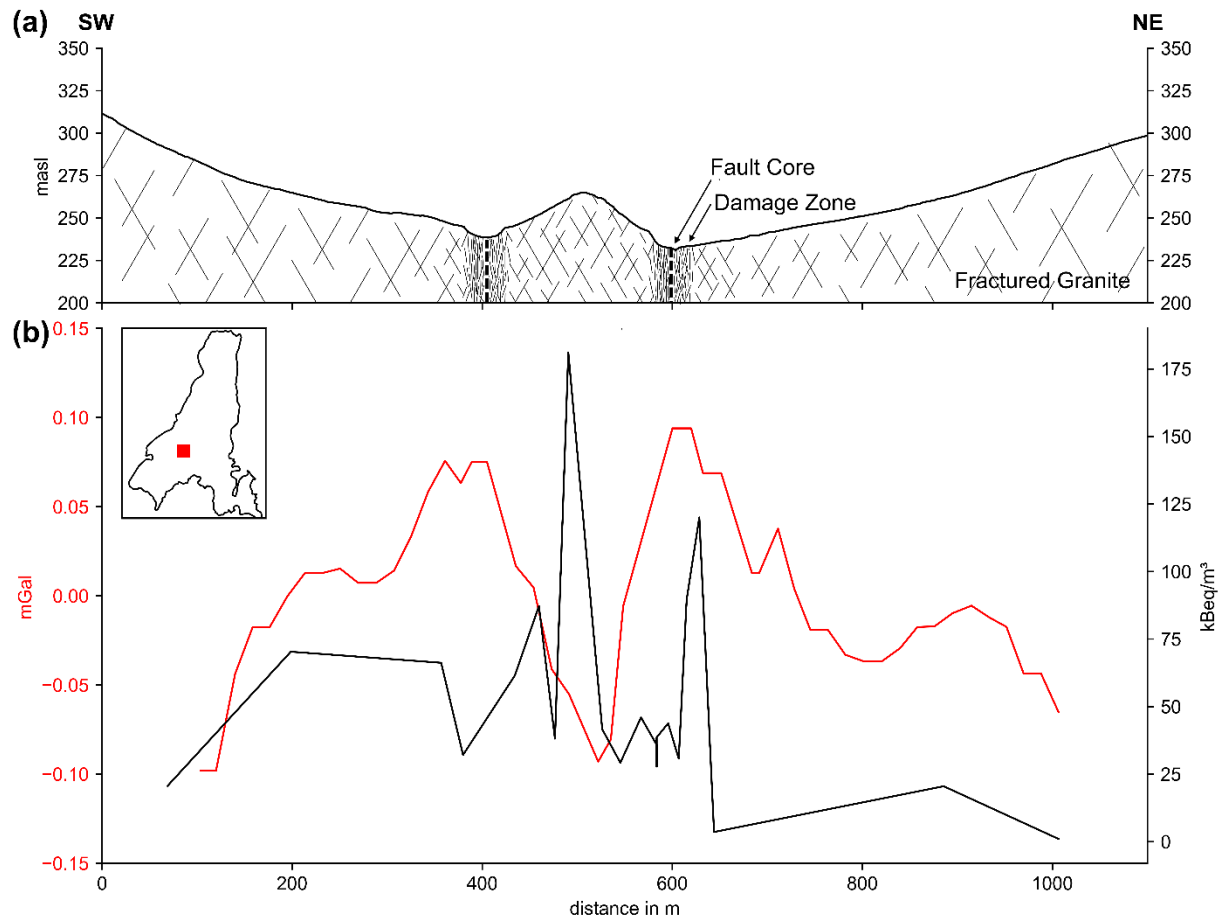 (a) SW NE
350 350
325 325
300 300
275 275
250 250
225 225
200 200
masl
Fault Core
Damage Zone
Fractured Granite
(b)
0.15
0.10
0.05
0.00
−0.05
−0.10
−0.15
mGal
175
150
125
100
75
50
25
0
kBeq/m³
0 200 400 600 800 1000
distance in m